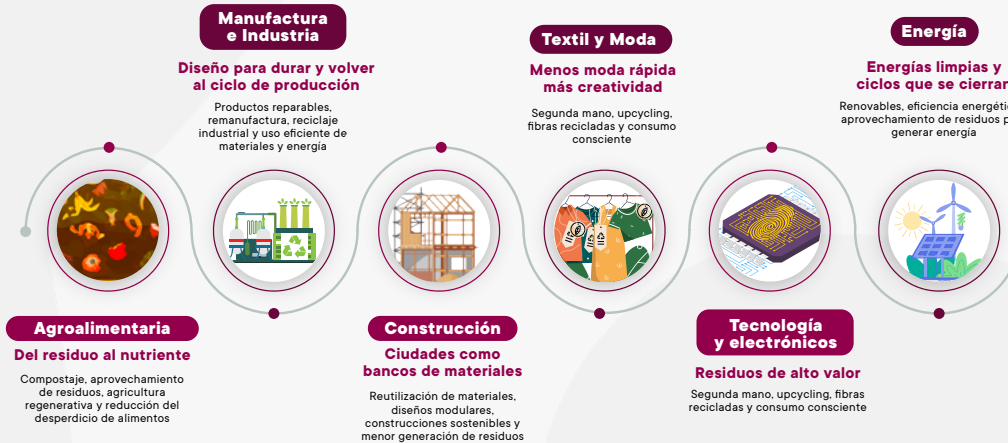 Manufactura
e Industria
Diseño para durar y volver
al ciclo de producción
Productos reparables,
remanufactura, reciclaje
industrial y uso eficiente de
materiales y energía
Textil y Moda
Menos moda rápida
más creatividad
Segunda mano, upcycling,
fibras recicladas y consumo
consciente
Energía
Energías limpias y
ciclos que se cierran
Renovables, eficiencia
aprovechamiento de residuos
generar energía
Agroalimentaria
Del residuo al nutriente
Compostaje, aprovechamiento
de residuos, agricultura
regenerativa y reducción del
desperdicio de alimentos
Construcción
Ciudades como
bancos de materiales
Reutilización de materiales,
diseños modulares,
construcciones sostenibles y
menor generación de residuos
Tecnología
y electrónicos
Residuos de alto valor
Segunda mano, upcycling, fibras
recicladas y consumo consciente